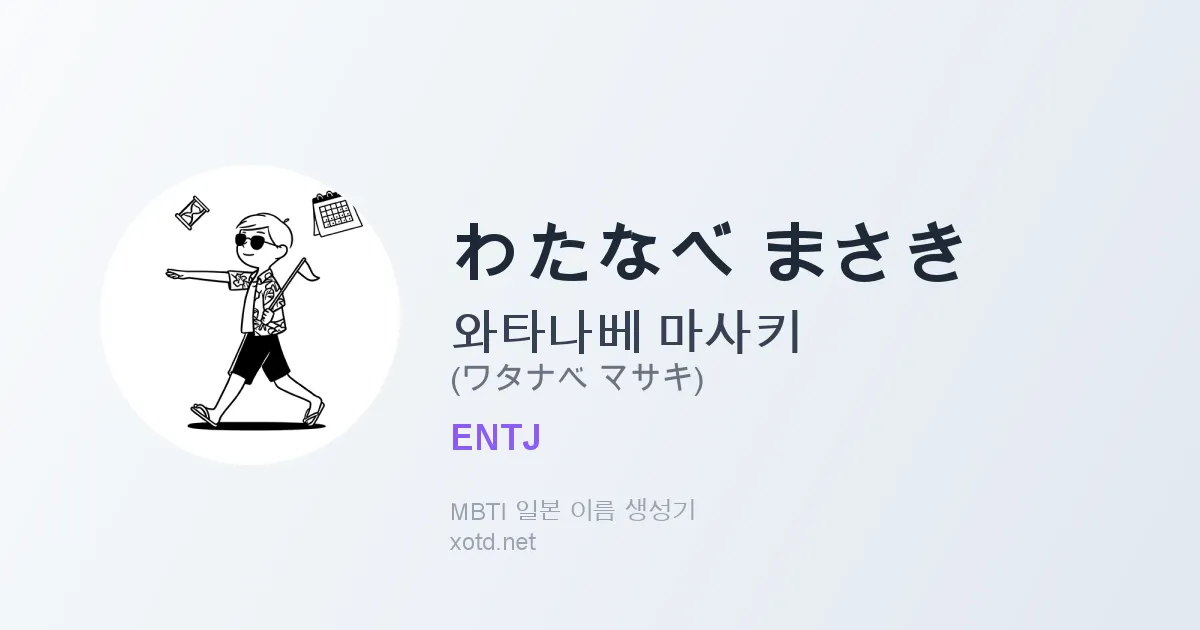 わたなべ まさき
와타나베 마사키
(ワタナベ マサキ)
ENTJ
MBTI 일본 이름 생성기
xotd.net